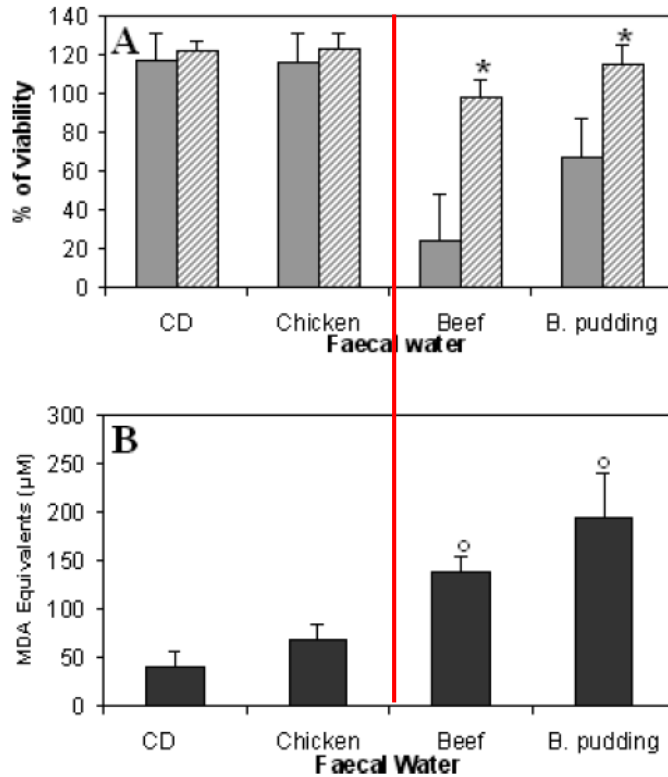 A
% of viability
140
120
100
80
60
40
20
0
* *
CD Chicken Beef B. pudding
Faecal water
B
MDA Equivalents (µM)
300
250
200
150
100
50
0
CD Chicken Beef B. pudding
Faecal Water